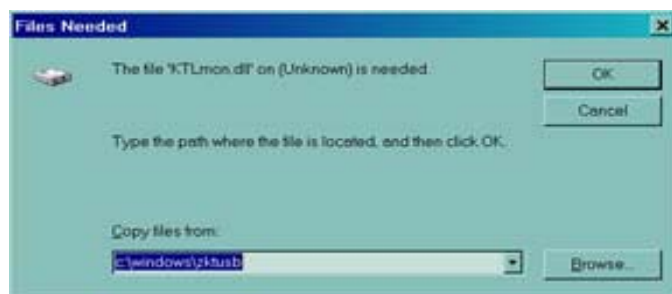 Files Needed
The file 'KTLmon.dll' on (Unknown) is needed.
OK
Cancel
Type the path where the file is located, and then click OK.
Copy files from:
c:\windows\zktusb
Browse...